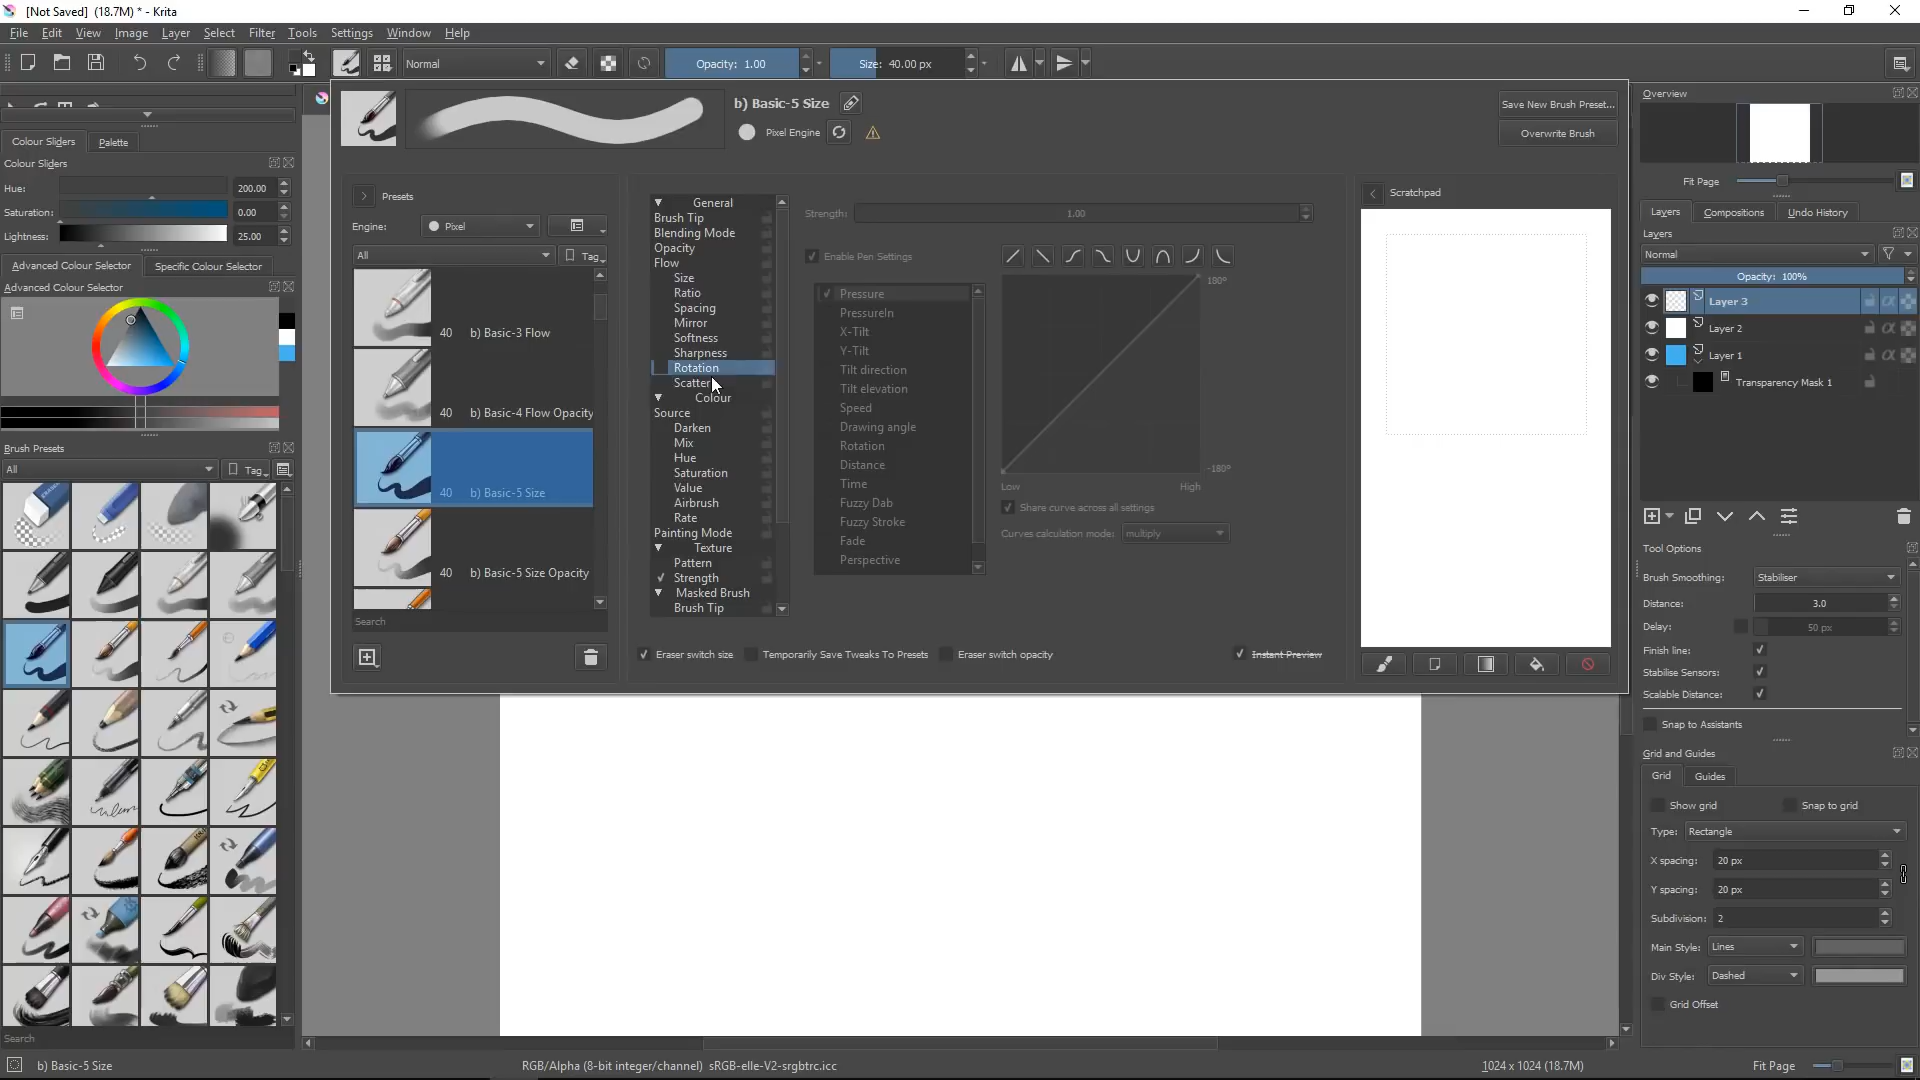 [Not Saved] (18.7M) * - Krita
File Edit View Image Layer Select Filter Tools Settings Window Help
Normal Opacity: 1.00 Size: 40.00 px
Colour Sliders Palette
Colour Sliders
Hue: 200.00
Saturation: 0.00
Lightness: 25.00
Advanced Colour Selector Specific Colour Selector
Advanced Colour Selector
Brush Presets
All Tag
Search
b) Basic-5 Size
b) Basic-5 Size
Pixel Engine
Save New Brush Preset...
Overwrite Brush
Presets
Engine: Pixel
All Tag
40 b) Basic-3 Flow
40 b) Basic-4 Flow Opacity
40 b) Basic-5 Size
40 b) Basic-5 Size Opacity
Search
General
Brush Tip
Blending Mode
Opacity
Flow
Size
Ratio
Spacing
Mirror
Softness
Sharpness
Rotation
Scatter
Colour
Source
Darken
Mix
Hue
Saturation
Value
Airbrush
Rate
Painting Mode
Texture
Pattern
Strength
Masked Brush
Brush Tip
Strength: 1.00
Enable Pen Settings
Pressure
PressureIn
X-Tilt
Y-Tilt
Tilt direction
Tilt elevation
Speed
Drawing angle
Rotation
Distance
Time
Fuzzy Dab
Fuzzy Stroke
Fade
Perspective
180°
-180°
Low High
Share curve across all settings
Curves calculation mode: multiply
Eraser switch size Temporarily Save Tweaks To Presets Eraser switch opacity Instant Preview
Scratchpad
Overview
Fit Page
Layers Compositions Undo History
Layers
Normal
Opacity: 100%
Layer 3
Layer 2
Layer 1
Transparency Mask 1
Tool Options
Brush Smoothing: Stabiliser
Distance: 3.0
Delay: 50 px
Finish line:
Stabilise Sensors:
Scalable Distance:
Snap to Assistants
Grid and Guides
Grid Guides
Show grid Snap to grid
Type: Rectangle
X spacing: 20 px
Y spacing: 20 px
Subdivision: 2
Main Style: Lines
Div Style: Dashed
Grid Offset
RGB/Alpha (8-bit integer/channel) sRGB-elle-V2-srgbtrc.icc
1024 x 1024 (18.7M)
Fit Page